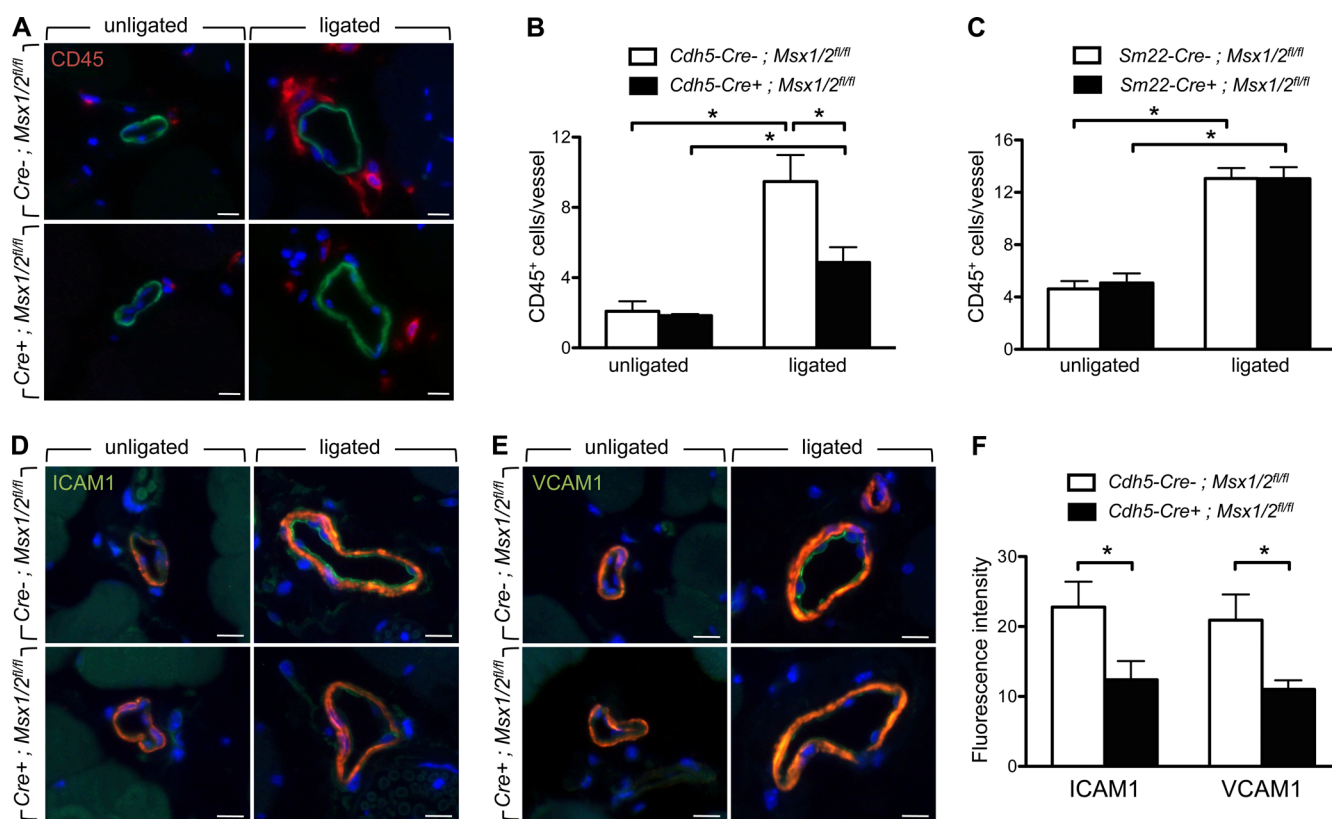 A
unligated
ligated
CD45
Cre- ; Msx1/2fl/fl
Cre+ ; Msx1/2fl/fl
B
Cdh5-Cre- ; Msx1/2fl/fl
Cdh5-Cre+ ; Msx1/2fl/fl
*
*
*
CD45+ cells/vessel
12
8
4
0
unligated
ligated
C
Sm22-Cre- ; Msx1/2fl/fl
Sm22-Cre+ ; Msx1/2fl/fl
*
*
CD45+ cells/vessel
16
12
8
4
0
unligated
ligated
D
unligated
ligated
ICAM1
Cre- ; Msx1/2fl/fl
Cre+ ; Msx1/2fl/fl
E
unligated
ligated
VCAM1
Cre- ; Msx1/2fl/fl
Cre+ ; Msx1/2fl/fl
F
Cdh5-Cre- ; Msx1/2fl/fl
Cdh5-Cre+ ; Msx1/2fl/fl
*
*
Fluorescence intensity
30
20
10
0
ICAM1
VCAM1